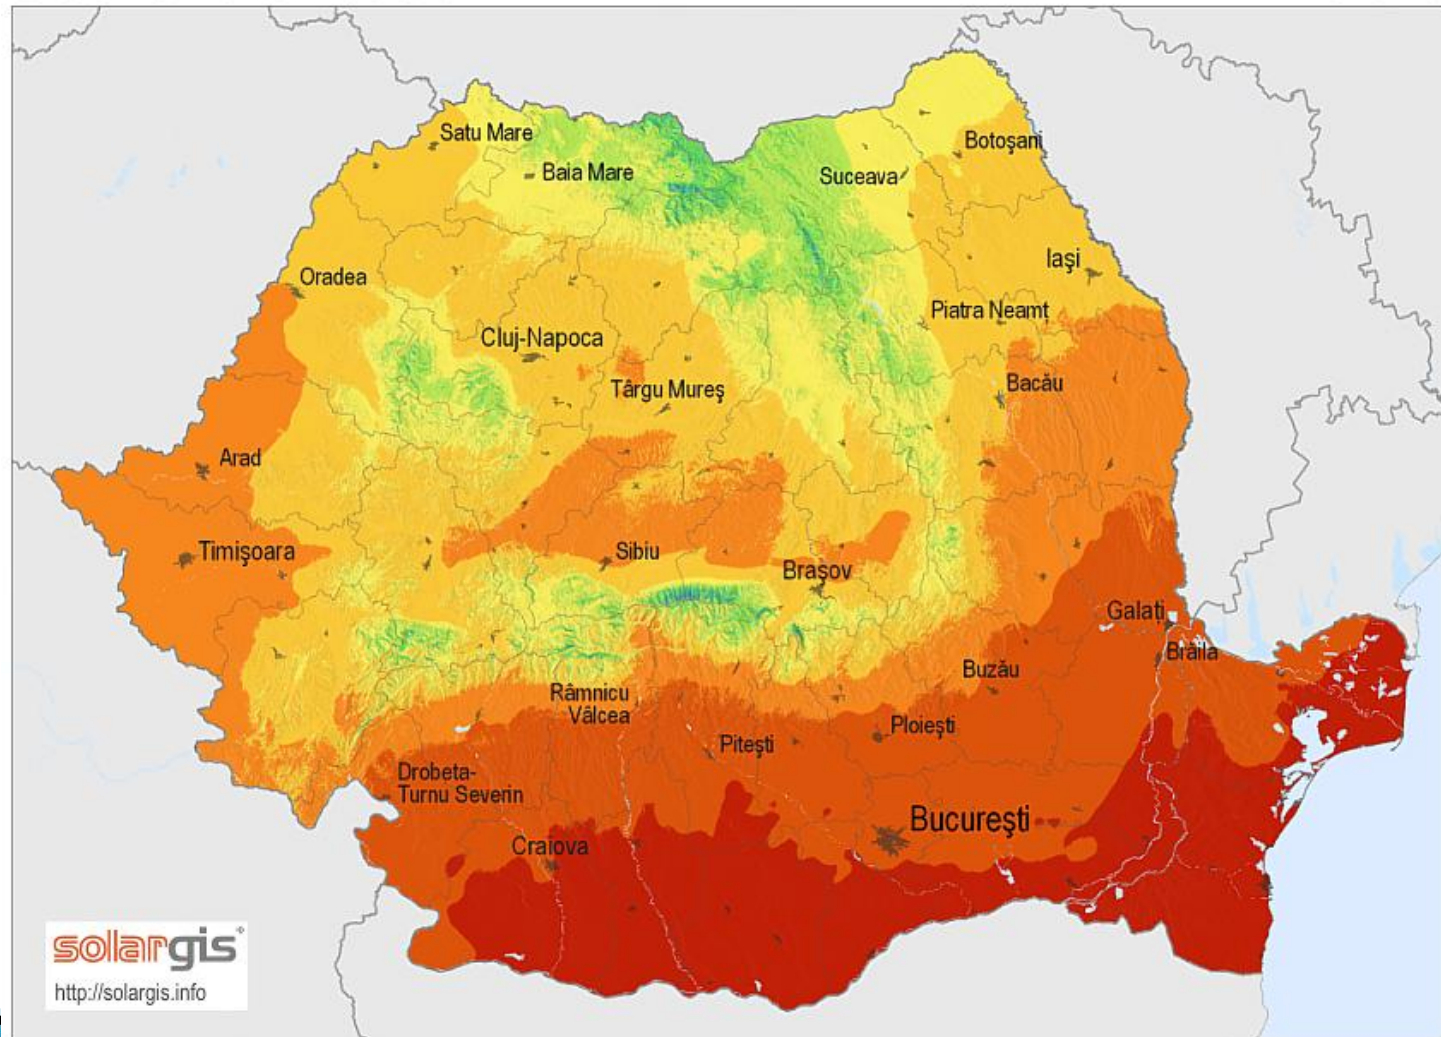 Satu Mare
Botoşani
Baia Mare
Suceava
Iaşi
Oradea
Piatra Neamt
Cluj-Napoca
Târgu Mureş
Bacău
Arad
Timişoara
Sibiu
Braşov
Galaţi
Brăila
Buzău
Râmnicu
Vâlcea
Ploieşti
Piteşti
Drobeta-
Turnu Severin
Bucureşti
Craiova
solargis
http://solargis.info